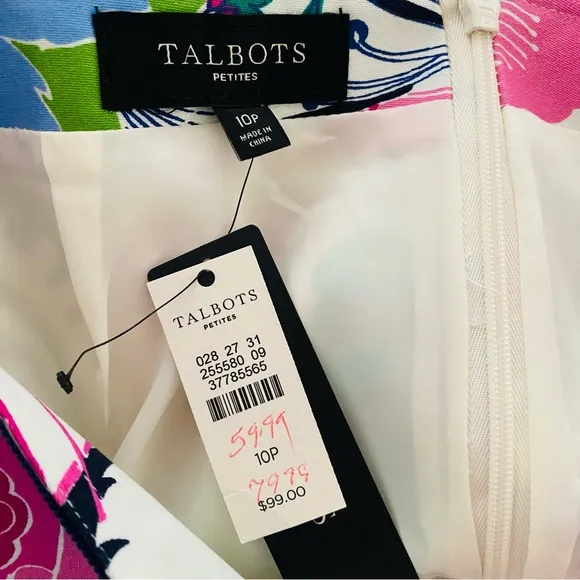 TALBOTS
PETITES
10P
MADE IN
CHINA
TALBOTS
PETITES
028 27 31
255580 09
37785565
59.99
10P
79.99
$99.00